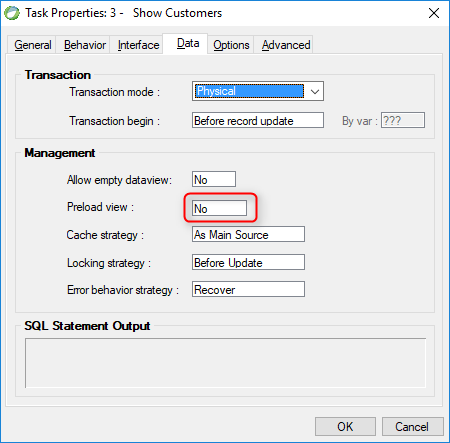 Task Properties: 3 - Show Customers
General Behavior Interface Data Options Advanced
Transaction
Transaction mode : Physical
Transaction begin : Before record update By var : ???
Management
Allow empty dataview: No
Preload view : No
Cache strategy : As Main Source
Locking strategy : Before Update
Error behavior strategy : Recover
SQL Statement Output
OK Cancel